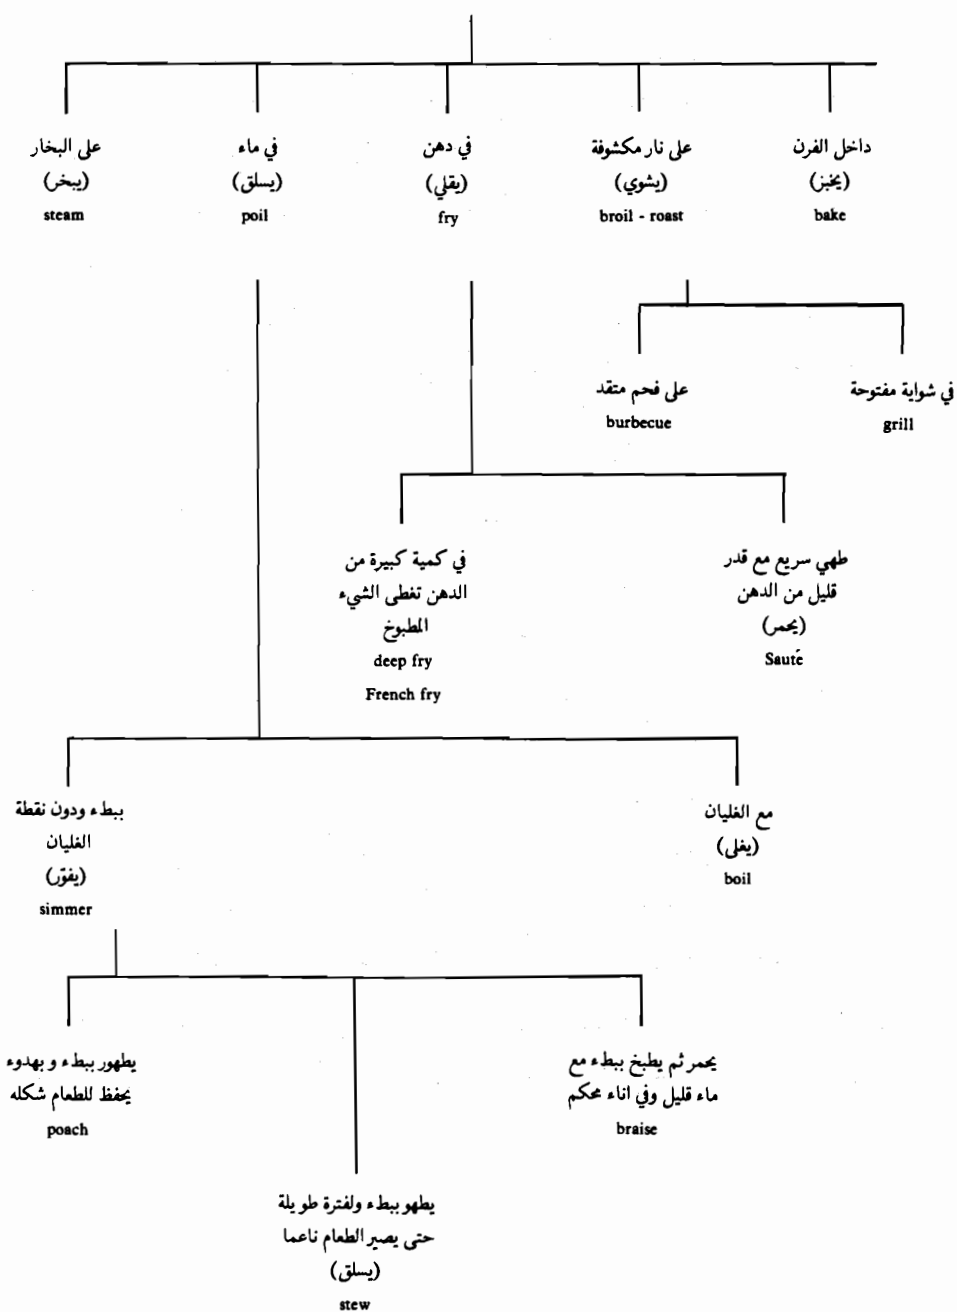 داخل الفرن
(يخبز)
bake
على نار مكشوفة
(يشوي)
broil - roast
في دهن
(يقلي)
fry
في ماء
(يسلق)
poil
على البخار
(يبخر)
steam
في شواية مفتوحة
grill
على فحم متقد
burbecue
طهي سريع مع قدر
قليل من الدهن
(يحمر)
Sauté
في كمية كبيرة من
الدهن تغطى الشيء
المطبوخ
deep fry
French fry
مع الغليان
(يغلى)
boil
ببطء ودون نقطة
الغليان
(يفوّر)
simmer
يحمر ثم يطبخ ببطء مع
ماء قليل وفي اناء محكم
braise
يطهو ببطء ولفترة طويلة
حتى يصير الطعام ناعما
(يسلق)
stew
يطهور ببطء و بهدوء
يحفظ للطعام شكله
poach